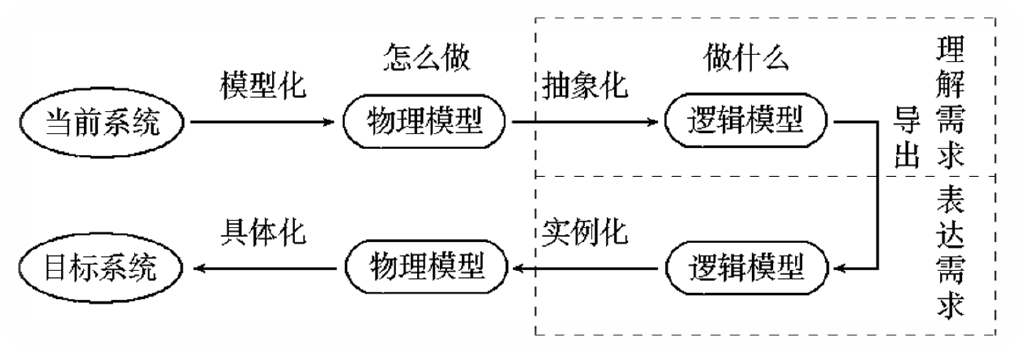 怎么做
做什么
模型化
抽象化
当前系统
物理模型
逻辑模型
导出
理解需求
具体化
实例化
目标系统
物理模型
逻辑模型
表达需求